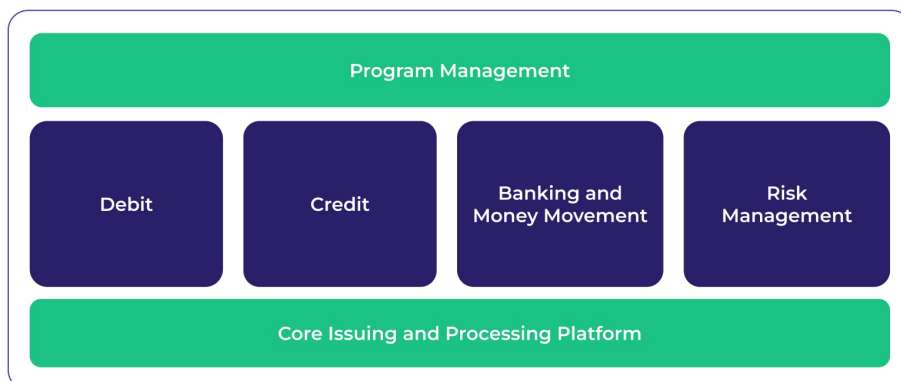 Program Management
Debit
Credit
Banking and
Money Movement
Risk
Management
Core Issuing and Processing Platform